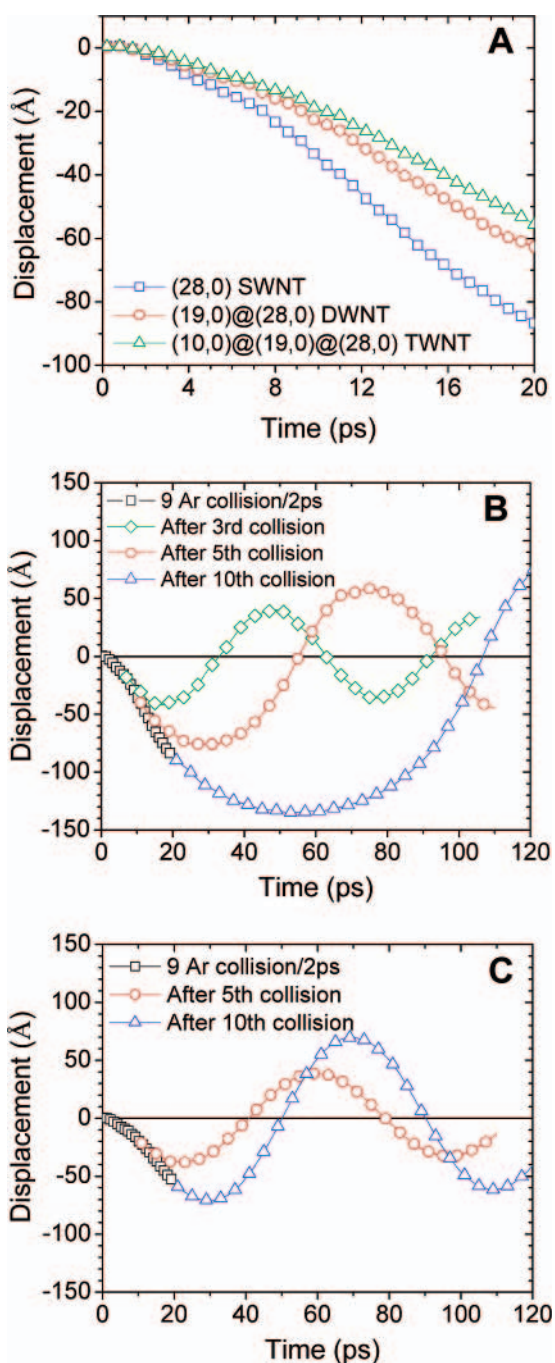 A
Displacement (Å)
0
-20
-40
-60
-80
-100
(28,0) SWNT
(19,0)@(28,0) DWNT
(10,0)@(19,0)@(28,0) TWNT
0 4 8 12 16 20
Time (ps)
B
Displacement (Å)
150
100
50
0
-50
-100
-150
9 Ar collision/2ps
After 3rd collision
After 5th collision
After 10th collision
0 20 40 60 80 100 120
Time (ps)
C
Displacement (Å)
150
100
50
0
-50
-100
-150
9 Ar collision/2ps
After 5th collision
After 10th collision
0 20 40 60 80 100 120
Time (ps)